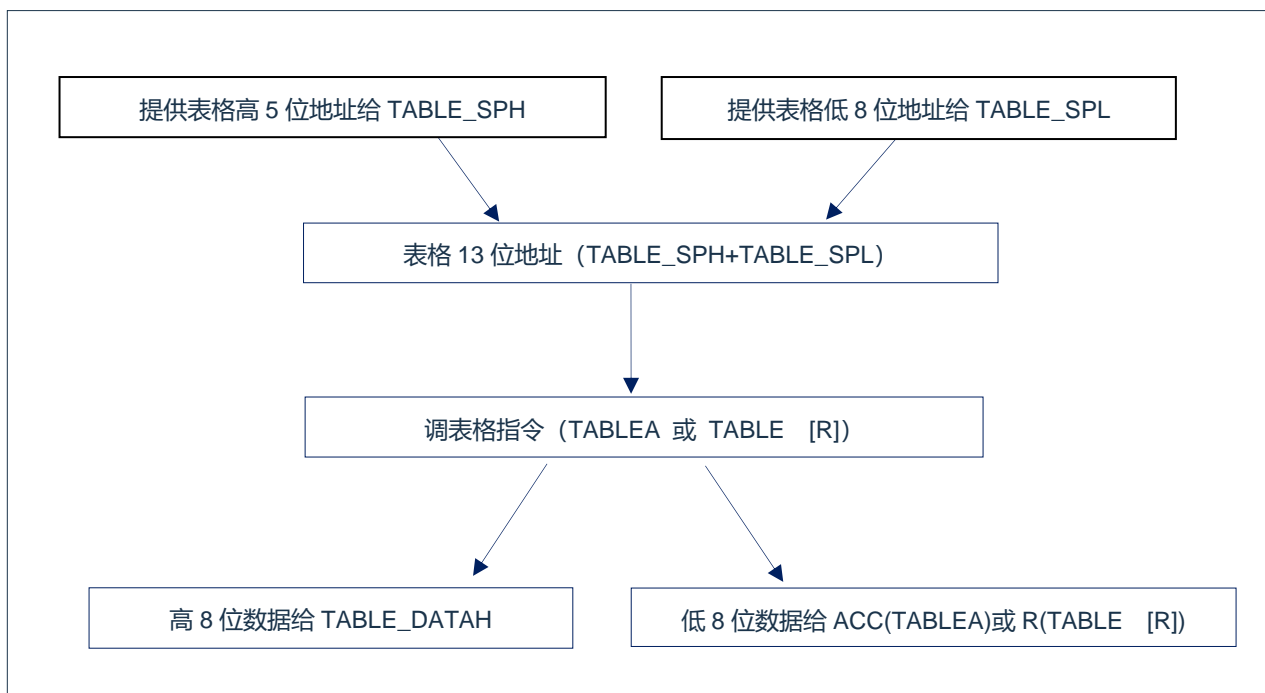 提供表格高 5 位地址给 TABLE_SPH
提供表格低 8 位地址给 TABLE_SPL
表格 13 位地址（TABLE_SPH+TABLE_SPL）
调表格指令（TABLEA 或 TABLE [R]）
高 8 位数据给 TABLE_DATAH
低 8 位数据给 ACC(TABLEA)或 R(TABLE [R])